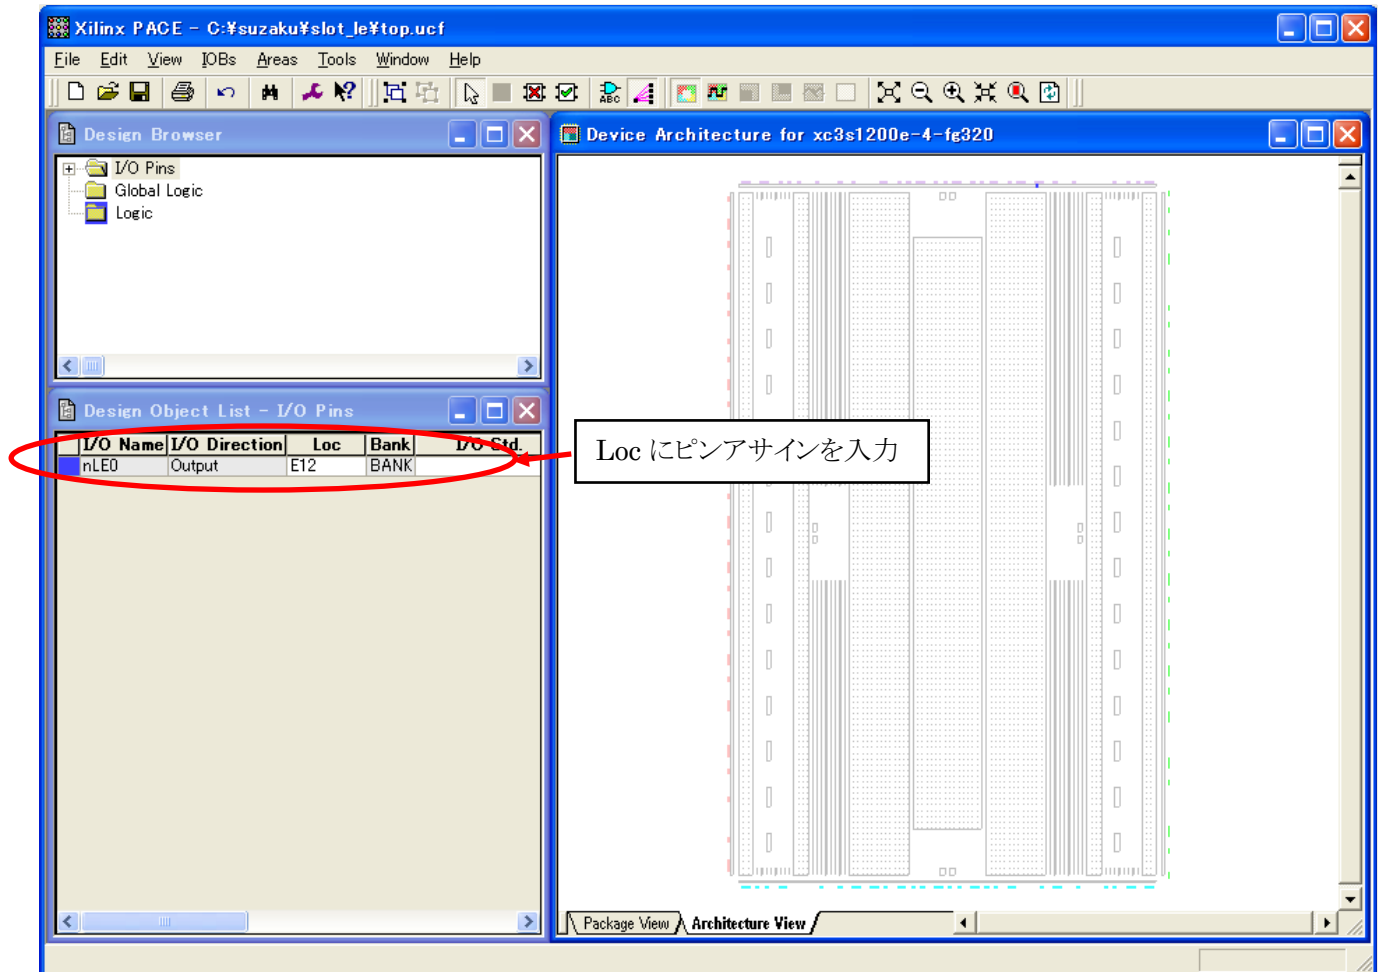 Xilinx PACE - C:¥suzaku¥slot_le¥top.ucf
File Edit View IOBs Areas Tools Window Help
ABC
Design Browser
I/O Pins
Global Logic
Logic
Design Object List - I/O Pins
I/O Name I/O Direction Loc Bank I/O Std.
nLE0 Output E12 BANK
Device Architecture for xc3s1200e-4-fg320
Loc にピンアサインを入力
Package View Architecture View